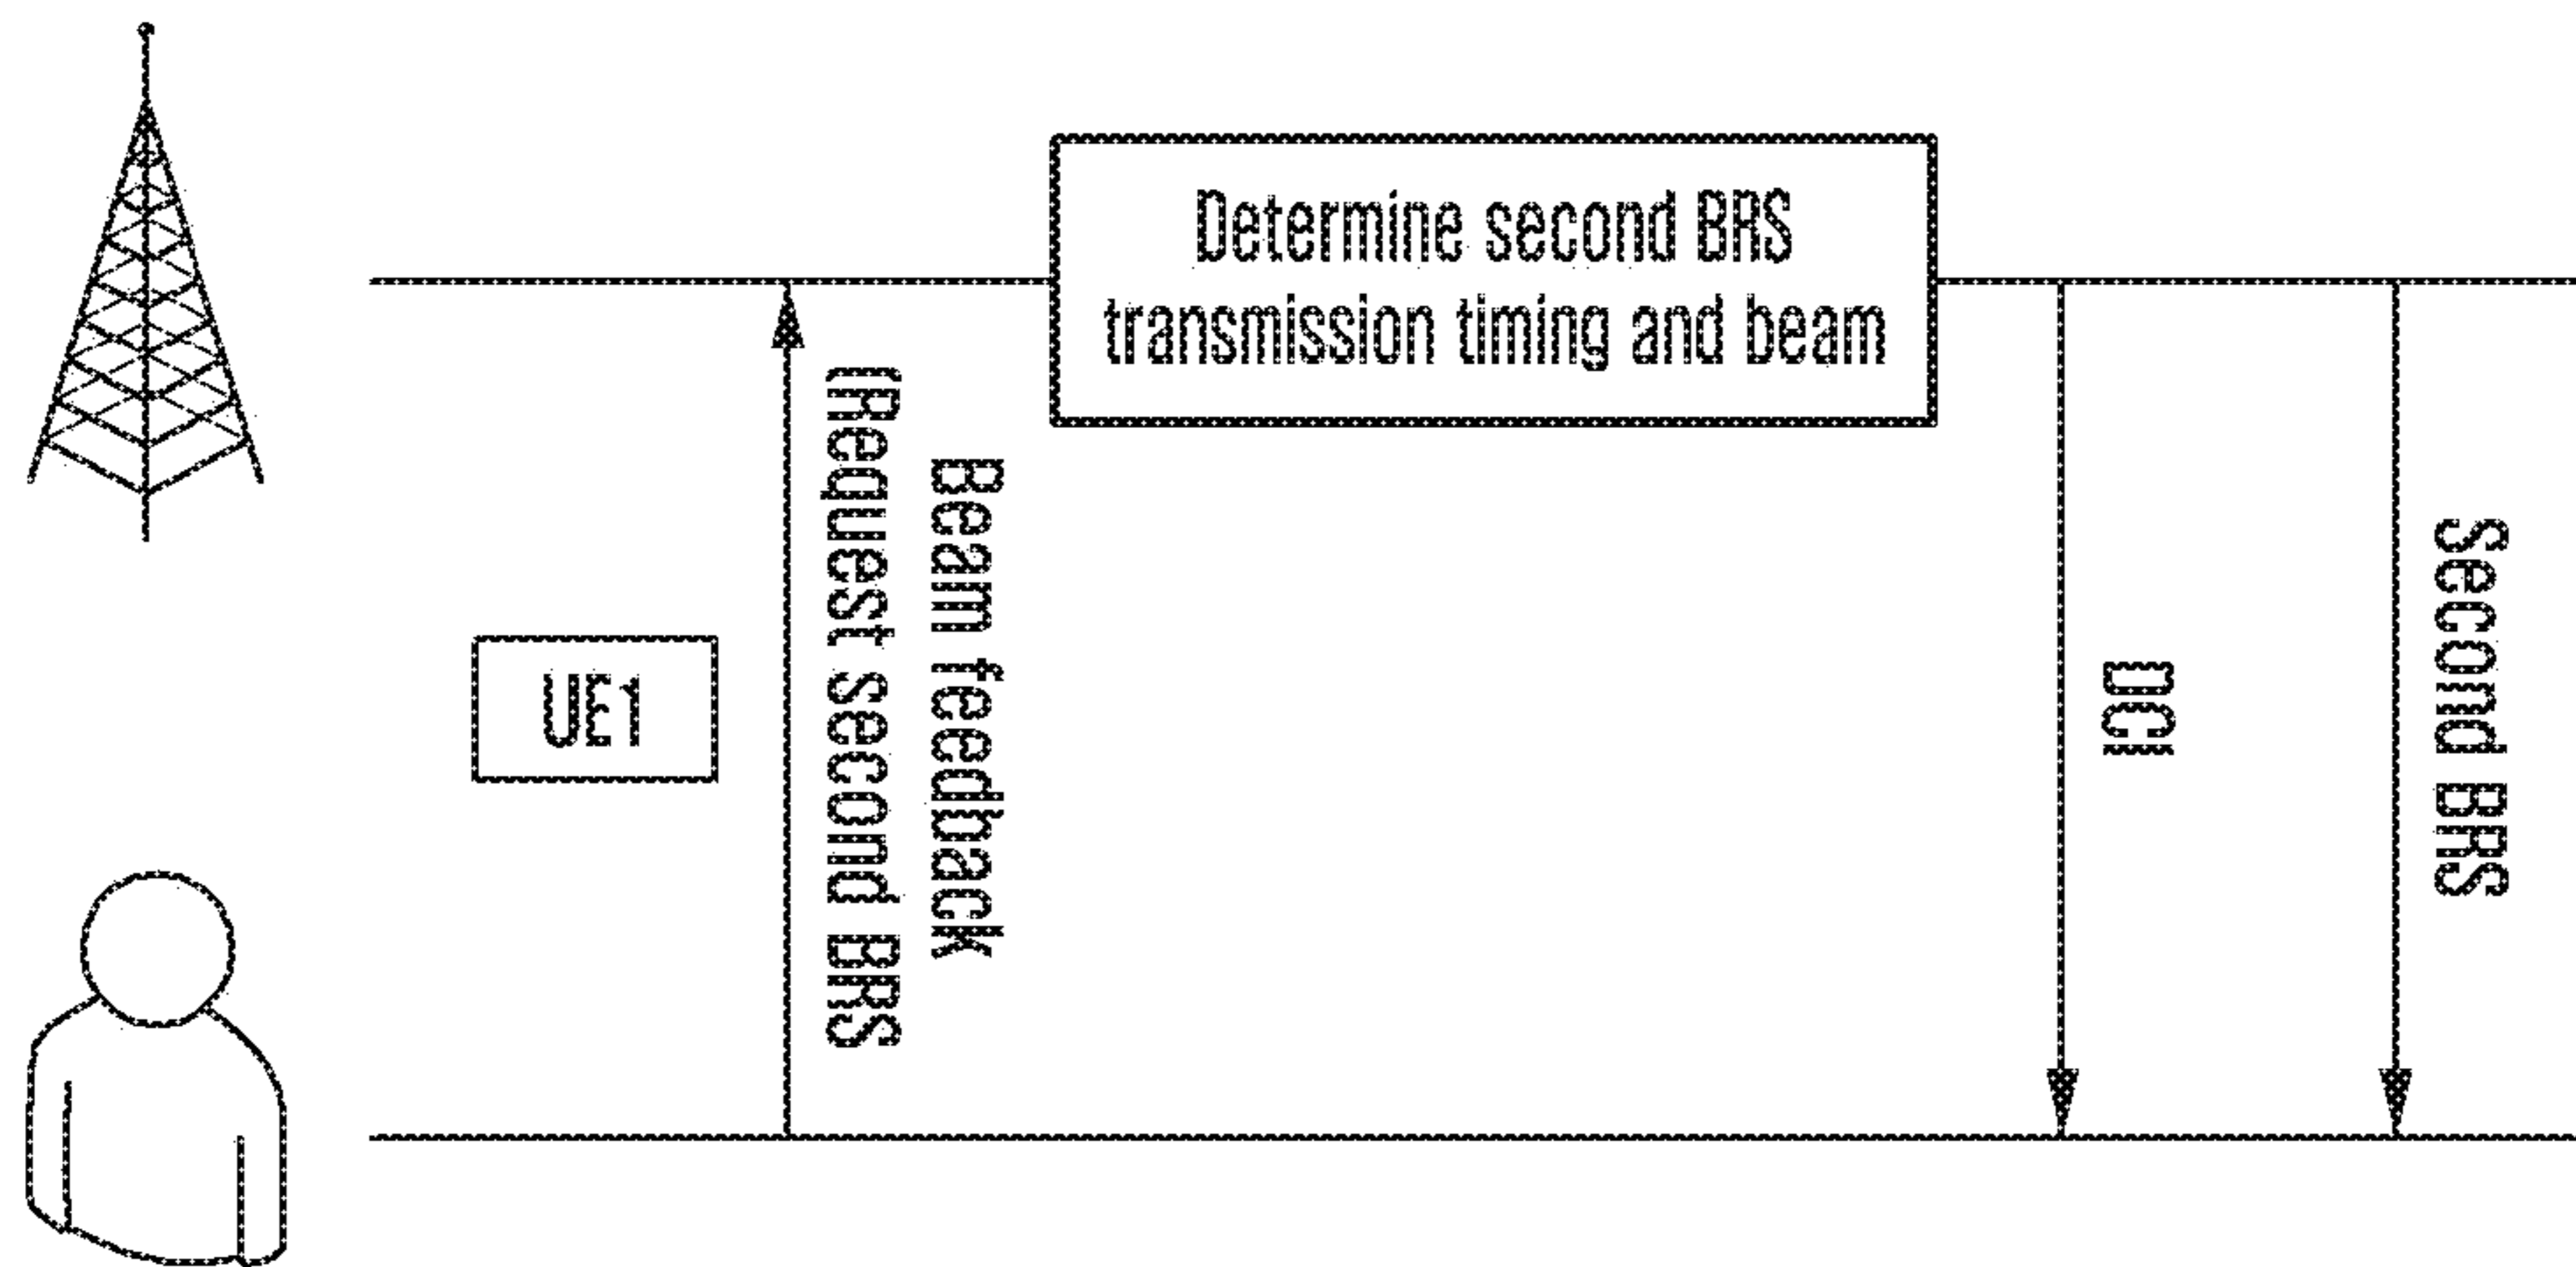 Determine second BRS
transmission timing and beam
UE1
Beam feedback
(Request second BRS
DCI
Second BRS